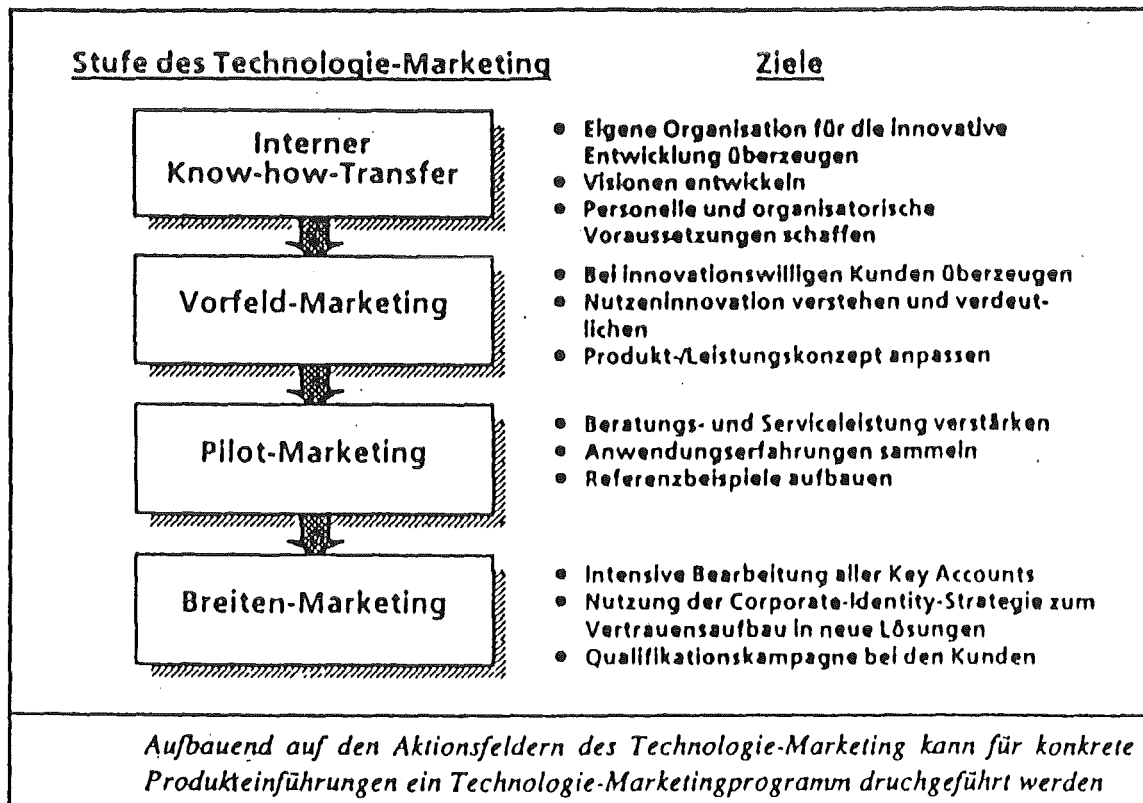 Stufe des Technologie-Marketing Ziele
Interner
Know-how-Transfer
• Eigene Organisation für die innovative
Entwicklung überzeugen
• Visionen entwickeln
• Personelle und organisatorische
Voraussetzungen schaffen
Vorfeld-Marketing
• Bei innovationswilligen Kunden überzeugen
• Nutzeninnovation verstehen und verdeut-
lichen
• Produkt-/Leistungskonzept anpassen
Pilot-Marketing
• Beratungs- und Serviceleistung verstärken
• Anwendungserfahrungen sammeln
• Referenzbeispiele aufbauen
Breiten-Marketing
• Intensive Bearbeitung aller Key Accounts
• Nutzung der Corporate-Identity-Strategie zum
Vertrauensaufbau in neue Lösungen
• Qualifikationskampagne bei den Kunden
Aufbauend auf den Aktionsfeldern des Technologie-Marketing kann für konkrete
Produkteinführungen ein Technologie-Marketingprogramm druchgeführt werden